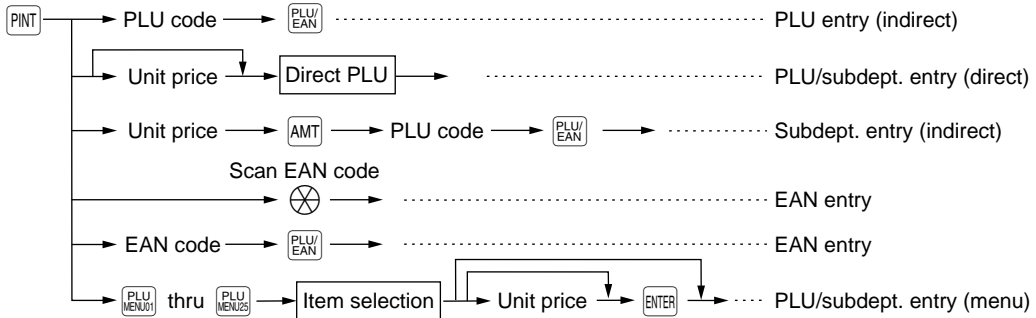 PINT PLU code PLU/EAN PLU entry (indirect)
Unit price Direct PLU PLU/subdept. entry (direct)
Unit price AMT PLU code PLU/EAN Subdept. entry (indirect)
Scan EAN code
EAN entry
EAN code PLU/EAN EAN entry
PLU MENU01 thru PLU MENU25 Item selection Unit price ENTER PLU/subdept. entry (menu)